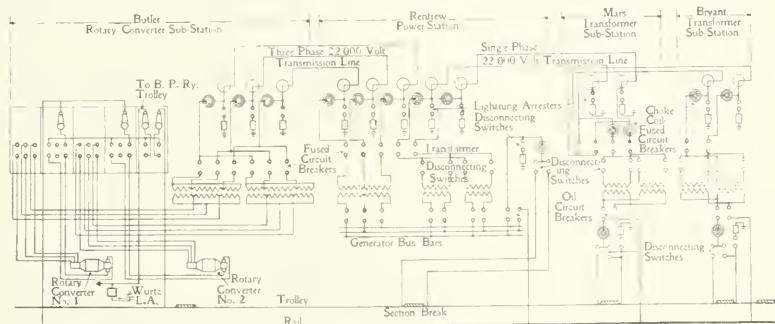 Butler
Rotary Converter Sub-Station
Renfrew
Power Station
Mars
Transformer
Sub-Station
Bryant
Transformer
Sub-Station
Three Phase 22,000 Volt
Transmission Line
Single Phase
Transmission Line
To B. P. Ry.
Trolley
Lightning Arresters
Disconnecting
Switches
Choke
Coil
Fused
Circuit
Breakers
Fused
Circuit
Breakers
Transformer
Disconnecting
Switches
Disconnect-
ing
Switches
Oil
Circuit
Breakers
Generator Bus Bars
Disconnecting
Switches
Rotary
Converter
No. 1
Wurtz
L.A.
Rotary
Converter
No. 2
Trolley
Section Break
Rail